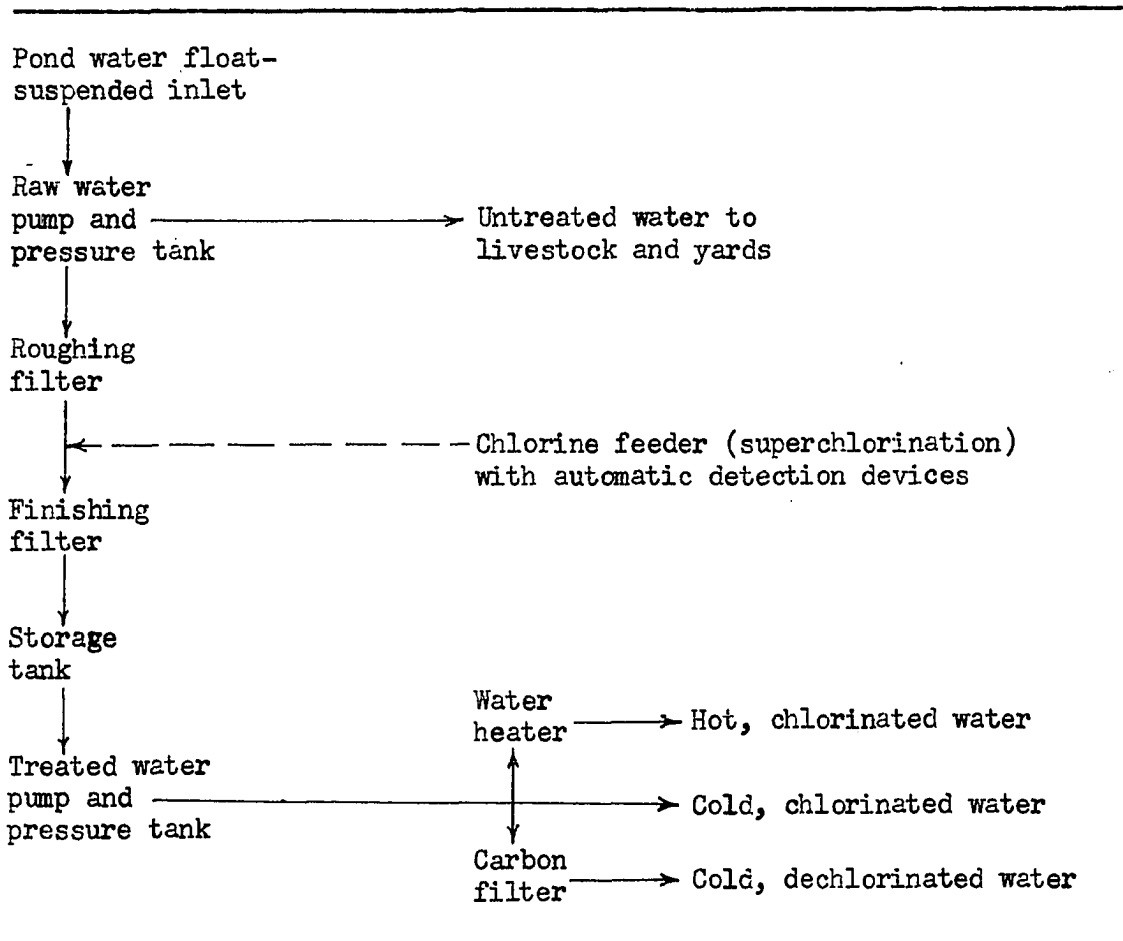 Pond water float-
suspended inlet
Raw water
pump and
pressure tank
Untreated water to
livestock and yards
Roughing
filter
Chlorine feeder (superchlorination)
with automatic detection devices
Finishing
filter
Storage
tank
Treated water
pump and
pressure tank
Water
heater
Hot, chlorinated water
Cold, chlorinated water
Carbon
filter
Cold, dechlorinated water